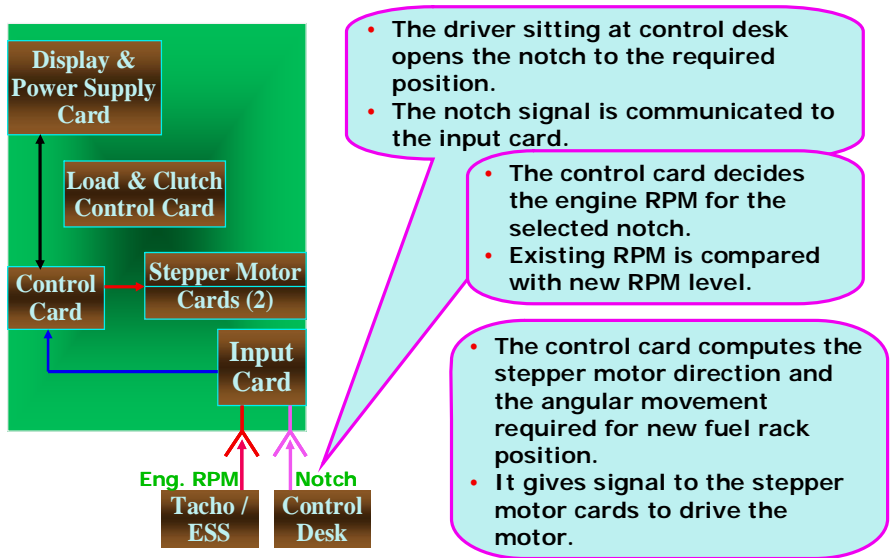 Display &
Power Supply
Card
Load & Clutch
Control Card
Control
Card
Stepper Motor
Cards (2)
Input
Card
Eng. RPM
Notch
Tacho /
ESS
Control
Desk
• The driver sitting at control desk
opens the notch to the required
position.
• The notch signal is communicated to
the input card.
• The control card decides
the engine RPM for the
selected notch.
• Existing RPM is compared
with new RPM level.
• The control card computes the
stepper motor direction and
the angular movement
required for new fuel rack
position.
• It gives signal to the stepper
motor cards to drive the
motor.